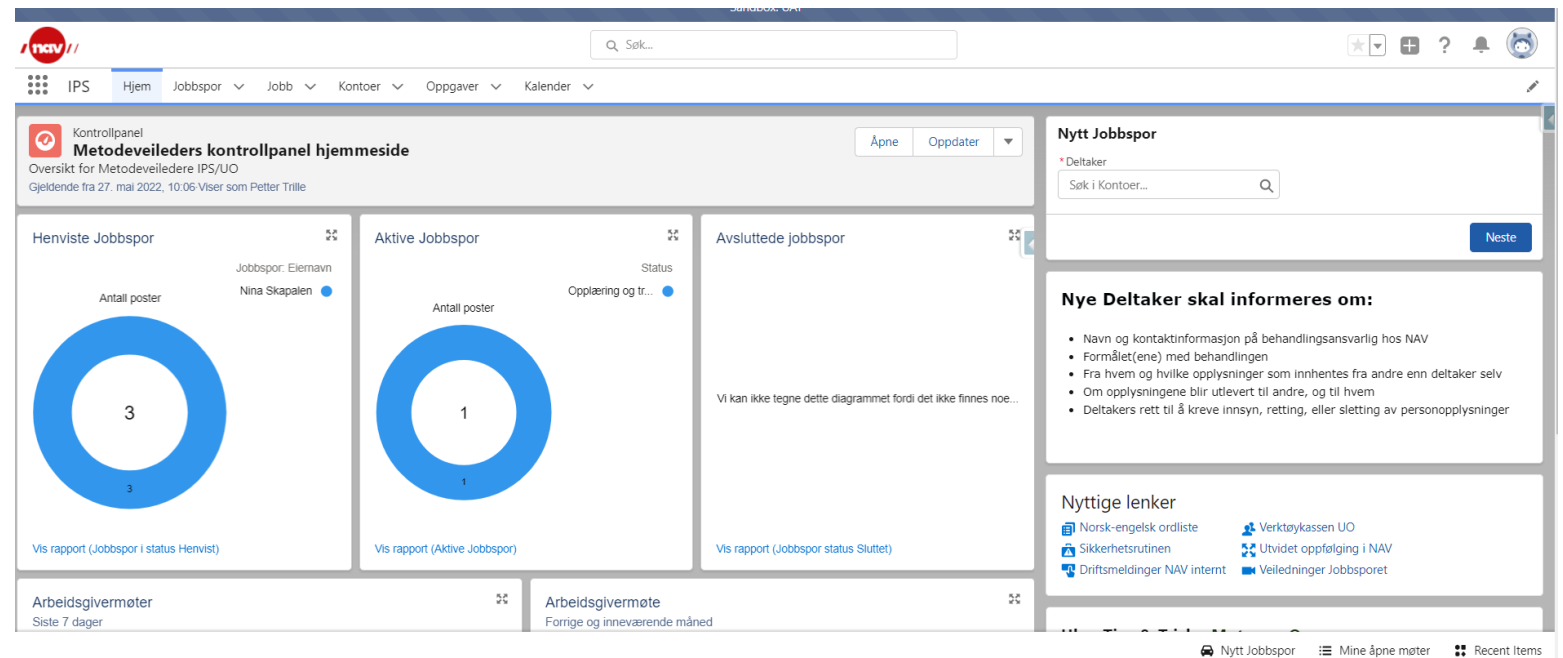 Sandbox: UAT
nav
Søk...
IPS Hjem Jobbspor Jobb Kontoer Oppgaver Kalender
Kontrollpanel
Metodeveileders kontrollpanel hjemmeside
Oversikt for Metodeveiledere IPS/UO
Gjeldende fra 27. mai 2022, 10:06·Viser som Petter Trille
Åpne Oppdater
Henviste Jobbspor
Jobbspor: Eiernavn
Nina Skapalen
Antall poster
3
3
Vis rapport (Jobbspor i status Henvist)
Aktive Jobbspor
Status
Opplæring og tr...
Antall poster
1
1
Vis rapport (Aktive Jobbspor)
Avsluttede jobbspor
Vi kan ikke tegne dette diagrammet fordi det ikke finnes noe...
Vis rapport (Jobbspor status Sluttet)
Arbeidsgivermøter
Siste 7 dager
Arbeidsgivermøte
Forrige og inneværende måned
Nytt Jobbspor
* Deltaker
Søk i Kontoer...
Neste
Nye Deltaker skal informeres om:
• Navn og kontaktinformasjon på behandlingsansvarlig hos NAV
• Formålet(ene) med behandlingen
• Fra hvem og hvilke opplysninger som innhentes fra andre enn deltaker selv
• Om opplysningene blir utlevert til andre, og til hvem
• Deltakers rett til å kreve innsyn, retting, eller sletting av personopplysninger
Nyttige lenker
Norsk-engelsk ordliste Verktøykassen UO
Sikkerhetsrutinen Utvidet oppfølging i NAV
Driftsmeldinger NAV internt Veiledninger Jobbsporet
Nytt Jobbspor Mine åpne møter Recent Items